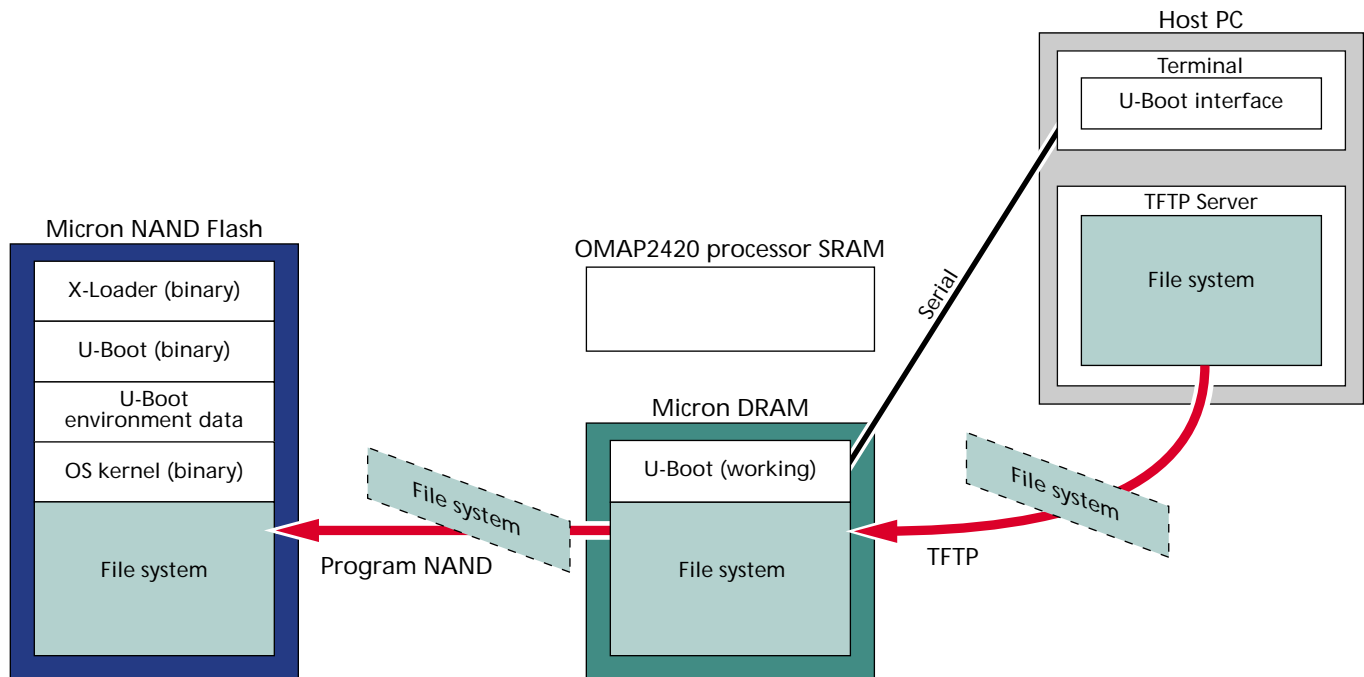 Host PC
Terminal
U-Boot interface
TFTP Server
File system
Serial
File system
TFTP
OMAP2420 processor SRAM
Micron DRAM
U-Boot (working)
File system
File system
Program NAND
Micron NAND Flash
X-Loader (binary)
U-Boot (binary)
U-Boot
environment data
OS kernel (binary)
File system